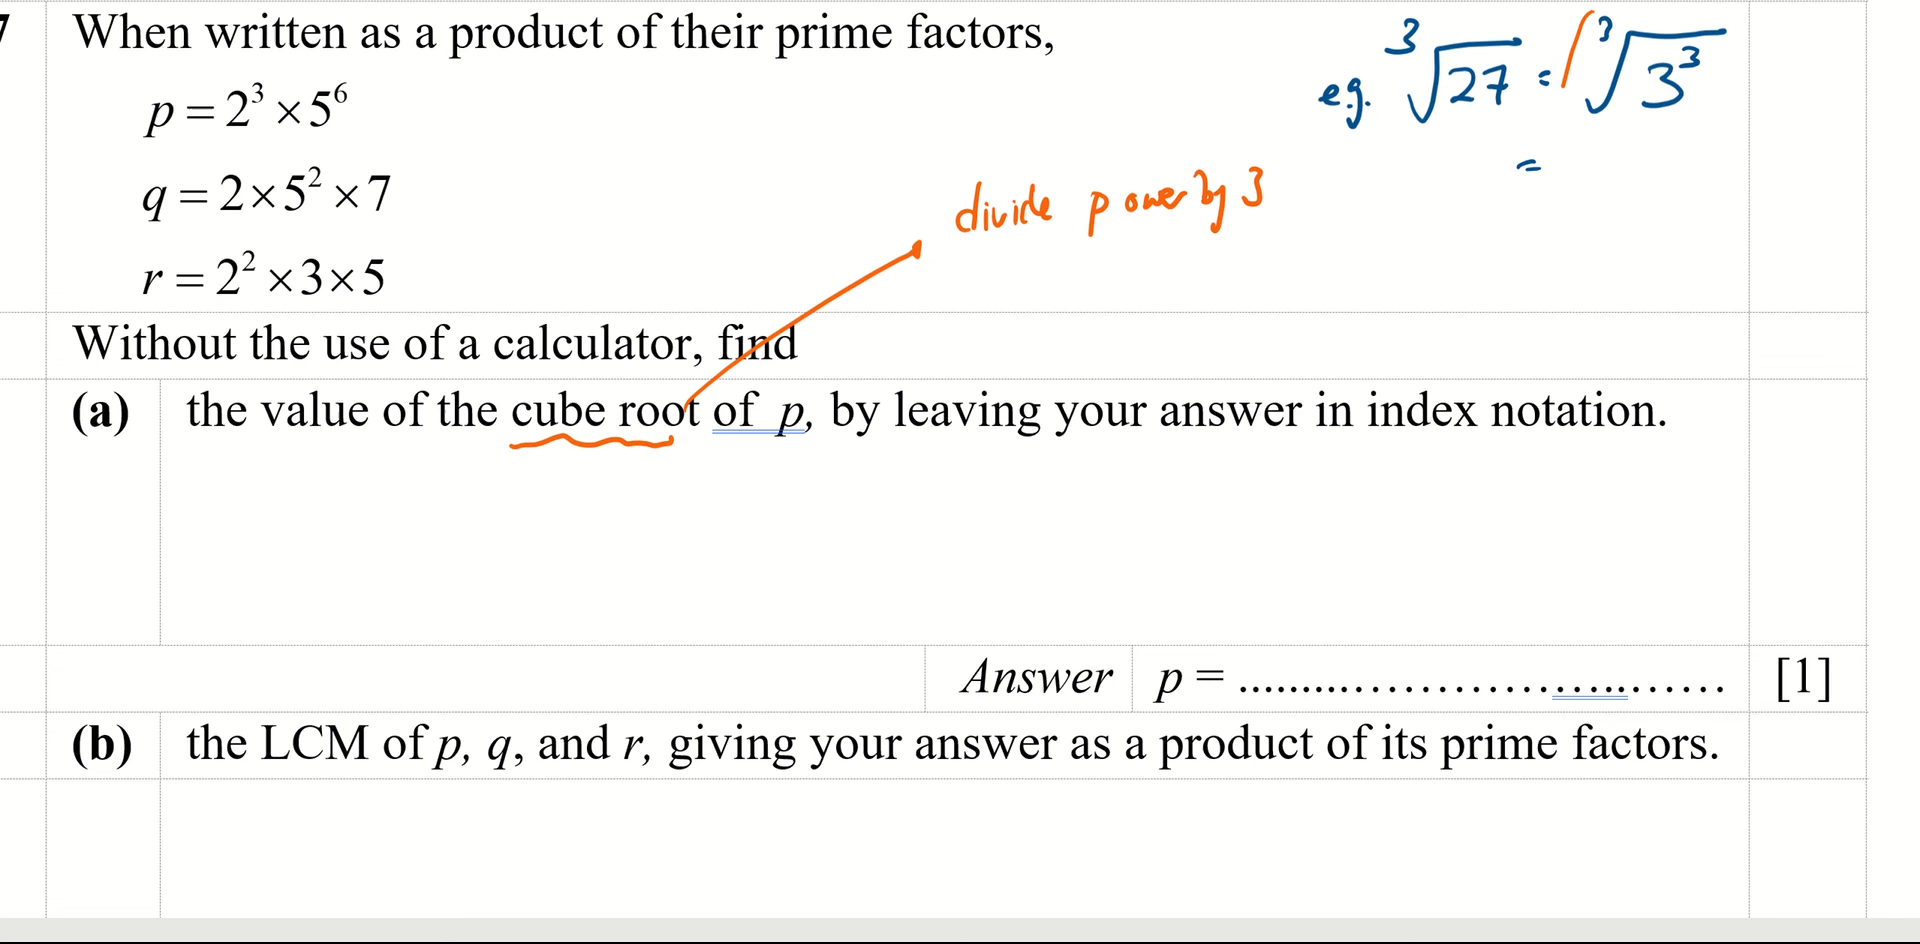 7
When written as a product of their prime factors,
p = 2³ × 5⁶
q = 2 × 5² × 7
r = 2² × 3 × 5
e.g. ³√27 = ³√3³
=
divide power by 3
Without the use of a calculator, find
(a) the value of the cube root of p, by leaving your answer in index notation.
Answer p = ................................. [1]
(b) the LCM of p, q, and r, giving your answer as a product of its prime factors.